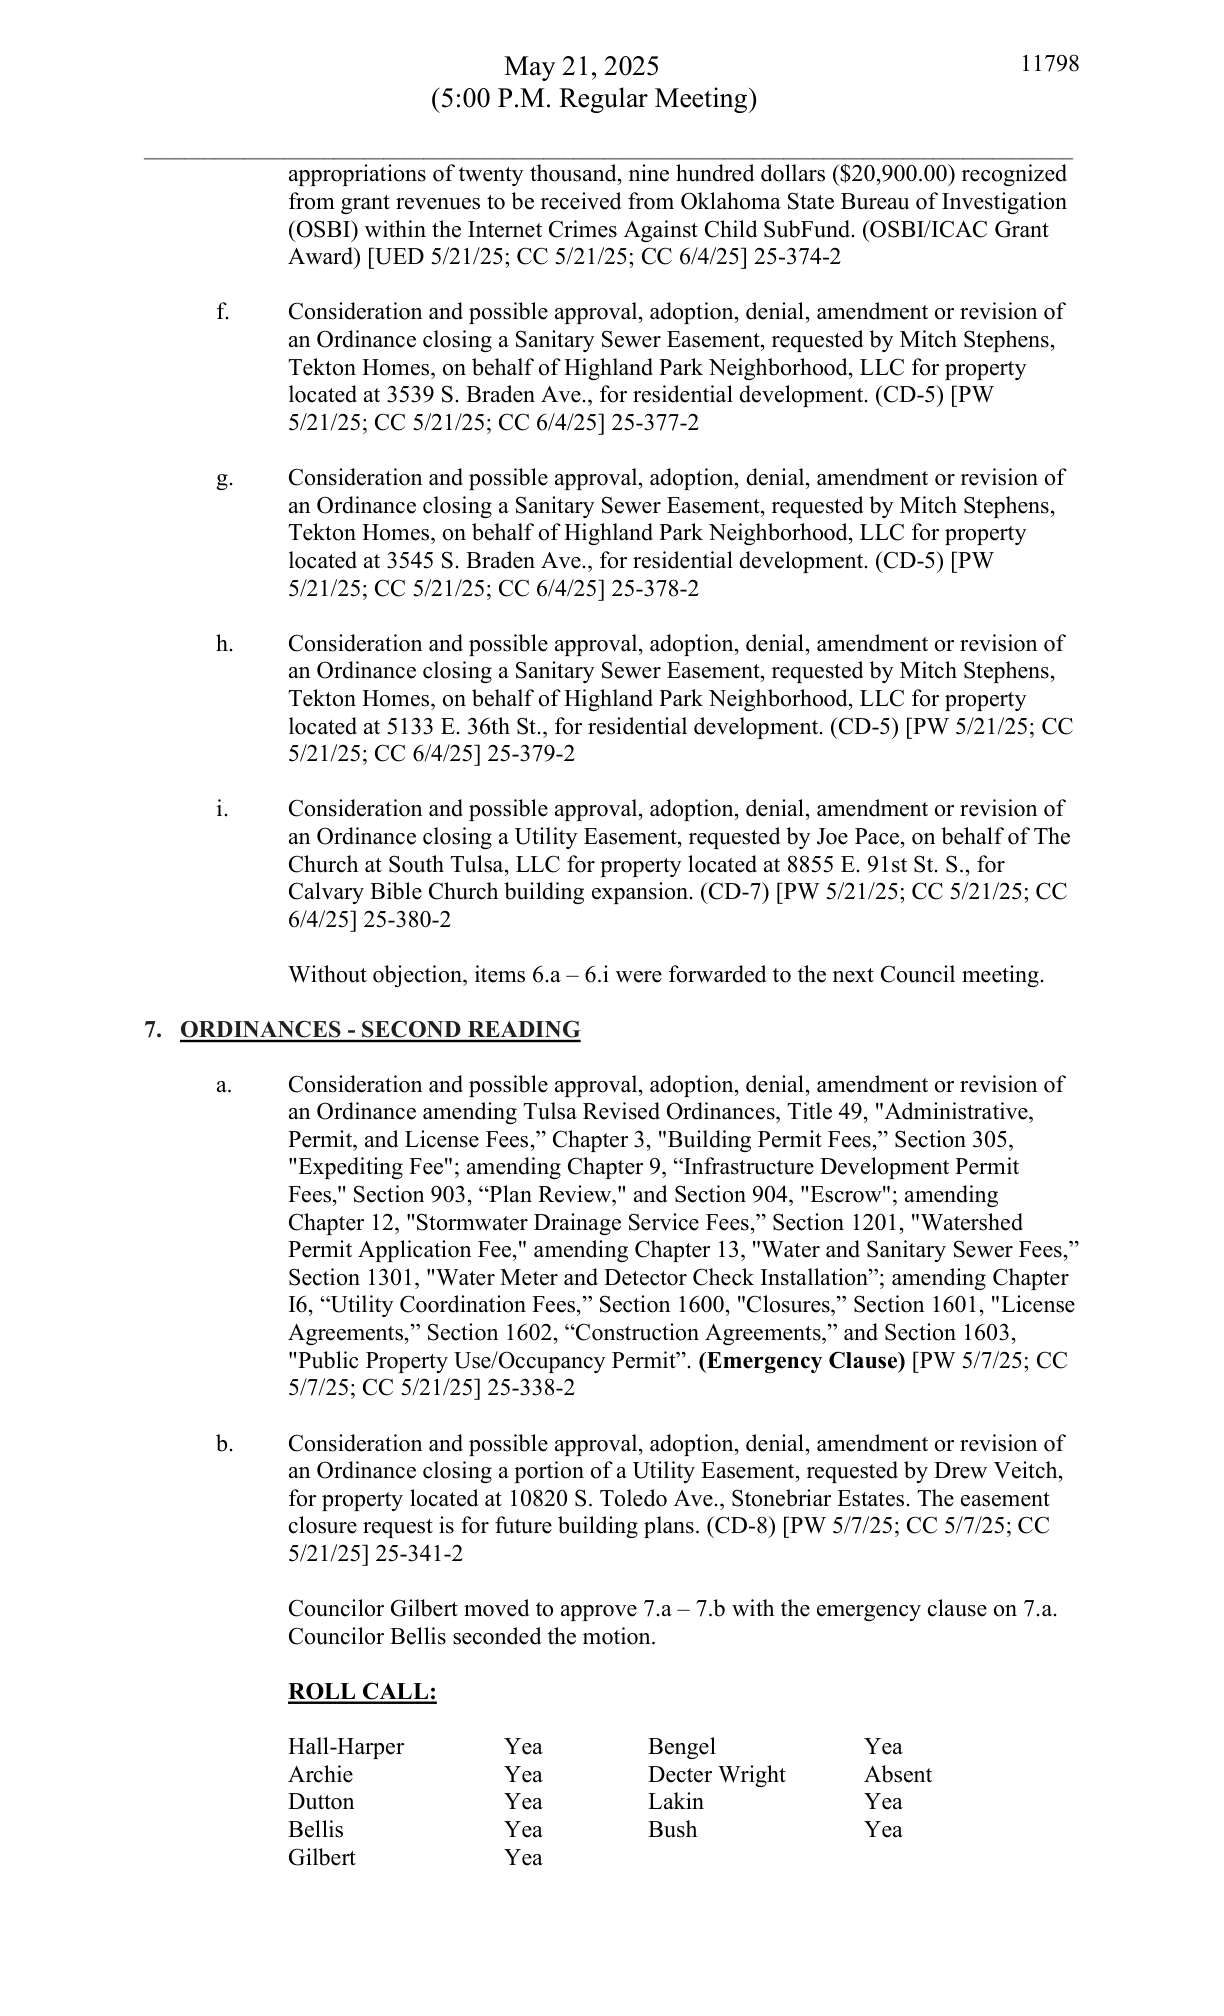 May 21, 2025
11798
(5:00 P.M. Regular Meeting)
appropriations of twenty thousand, nine hundred dollars ($20,900.00) recognized
from grant revenues to be received from Oklahoma State Bureau of Investigation
(OSBI) within the Internet Crimes Against Child SubFund. (OSBI/ICAC Grant
Award) [UED 5/21/25; CC 5/21/25; CC 6/4/25] 25-374-2
f. Consideration and possible approval, adoption, denial, amendment or revision of
an Ordinance closing a Sanitary Sewer Easement, requested by Mitch Stephens,
Tekton Homes, on behalf of Highland Park Neighborhood, LLC for property
located at 3539 S. Braden Ave., for residential development. (CD-5) [PW
5/21/25; CC 5/21/25; CC 6/4/25] 25-377-2
g. Consideration and possible approval, adoption, denial, amendment or revision of
an Ordinance closing a Sanitary Sewer Easement, requested by Mitch Stephens,
Tekton Homes, on behalf of Highland Park Neighborhood, LLC for property
located at 3545 S. Braden Ave., for residential development. (CD-5) [PW
5/21/25; CC 5/21/25; CC 6/4/25] 25-378-2
h. Consideration and possible approval, adoption, denial, amendment or revision of
an Ordinance closing a Sanitary Sewer Easement, requested by Mitch Stephens,
Tekton Homes, on behalf of Highland Park Neighborhood, LLC for property
located at 5133 E. 36th St., for residential development. (CD-5) [PW 5/21/25; CC
5/21/25; CC 6/4/25] 25-379-2
i. Consideration and possible approval, adoption, denial, amendment or revision of
an Ordinance closing a Utility Easement, requested by Joe Pace, on behalf of The
Church at South Tulsa, LLC for property located at 8855 E. 91st St. S., for
Calvary Bible Church building expansion. (CD-7) [PW 5/21/25; CC 5/21/25; CC
6/4/25] 25-380-2
Without objection, items 6.a – 6.i were forwarded to the next Council meeting.
7. ORDINANCES - SECOND READING
a. Consideration and possible approval, adoption, denial, amendment or revision of
an Ordinance amending Tulsa Revised Ordinances, Title 49, "Administrative,
Permit, and License Fees,” Chapter 3, "Building Permit Fees,” Section 305,
"Expediting Fee"; amending Chapter 9, “Infrastructure Development Permit
Fees," Section 903, “Plan Review," and Section 904, "Escrow"; amending
Chapter 12, "Stormwater Drainage Service Fees,” Section 1201, "Watershed
Permit Application Fee," amending Chapter 13, "Water and Sanitary Sewer Fees,”
Section 1301, "Water Meter and Detector Check Installation”; amending Chapter
I6, “Utility Coordination Fees,” Section 1600, "Closures,” Section 1601, "License
Agreements,” Section 1602, “Construction Agreements,” and Section 1603,
"Public Property Use/Occupancy Permit”. (Emergency Clause) [PW 5/7/25; CC
5/7/25; CC 5/21/25] 25-338-2
b. Consideration and possible approval, adoption, denial, amendment or revision of
an Ordinance closing a portion of a Utility Easement, requested by Drew Veitch,
for property located at 10820 S. Toledo Ave., Stonebriar Estates. The easement
closure request is for future building plans. (CD-8) [PW 5/7/25; CC 5/7/25; CC
5/21/25] 25-341-2
Councilor Gilbert moved to approve 7.a – 7.b with the emergency clause on 7.a.
Councilor Bellis seconded the motion.
ROLL CALL:
Hall-Harper Yea Bengel Yea
Archie Yea Decter Wright Absent
Dutton Yea Lakin Yea
Bellis Yea Bush Yea
Gilbert Yea